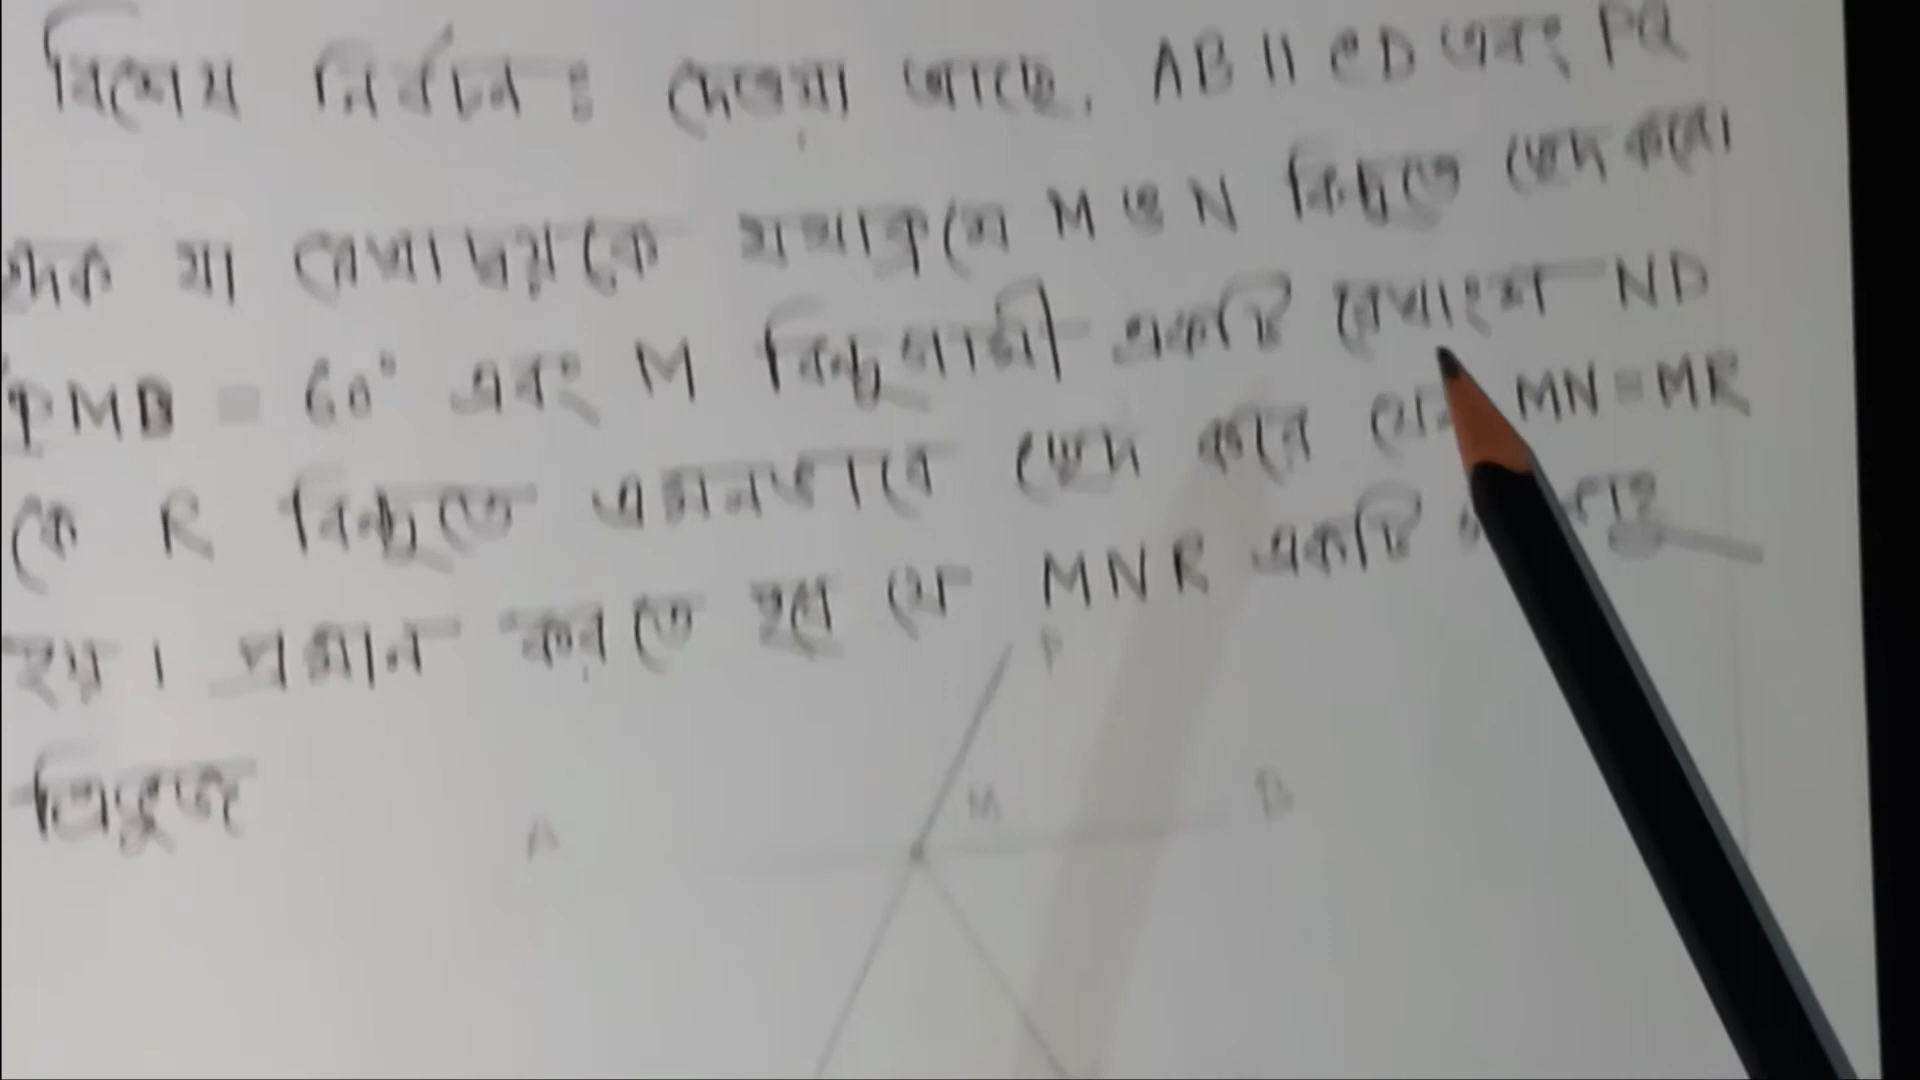 বিশেষ নির্বচন ঃ দেওয়া আছে, AB || CD এবং PQ
ছেদক যা রেখাদ্বয়কে যথাক্রমে M ও N বিন্দুতে ছেদ করে।
PMB = 60° এবং M বিন্দুগামী একটি রেখাংশ ND
কে R বিন্দুতে এমনভাবে ছেদ করে যেন MN = MR
হয়। প্রমান করতে হবে যে MNR একটি
ত্রিভুজ
P
M
B
A